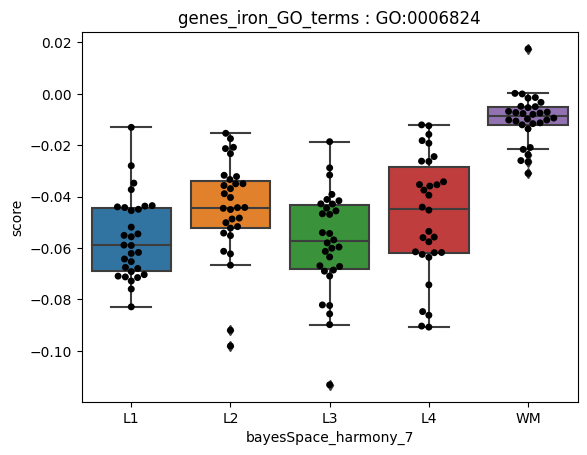 genes_iron_GO_terms : GO:0006824
0.02
0.00
−0.02
−0.04
−0.06
−0.08
−0.10
score
L1 L2 L3 L4 WM
bayesSpace_harmony_7